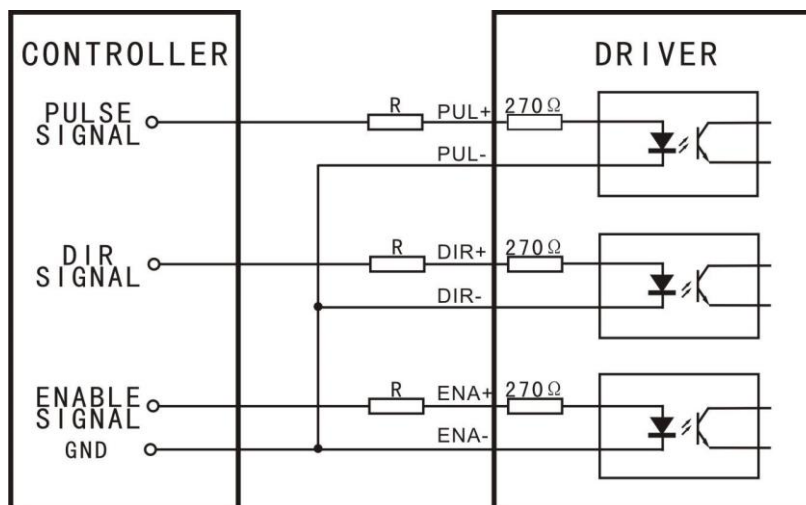 CONTROLLER
DRIVER
PULSE
SIGNAL
R
PUL+
270Ω
PUL-
DIR
SIGNAL
R
DIR+
270Ω
DIR-
ENABLE
SIGNAL
R
ENA+
270Ω
GND
ENA-